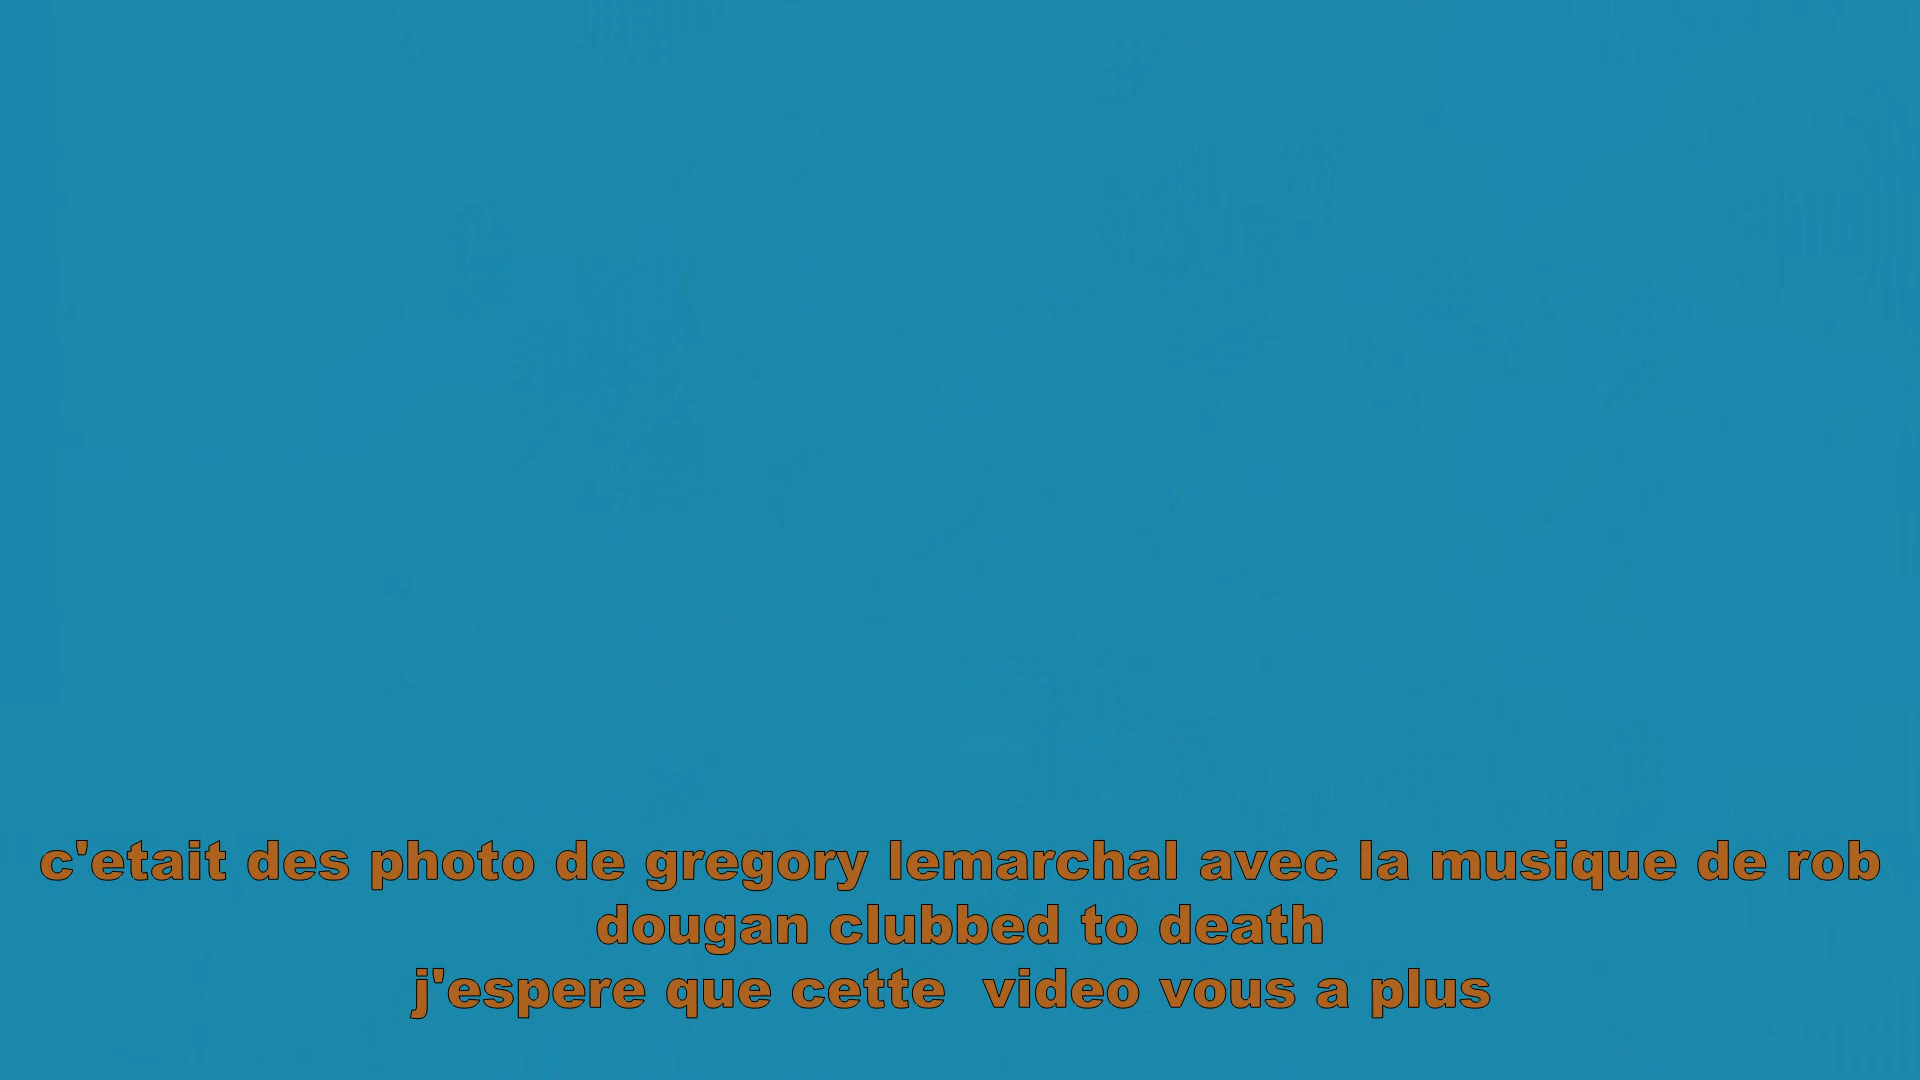 c'etait des photo de gregory lemarchal avec la musique de rob
dougan clubbed to death
j'espere que cette  video vous a plus